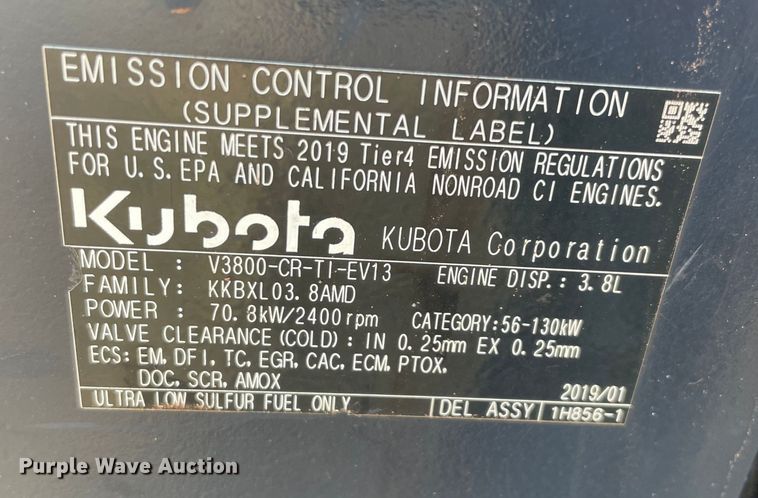 EMISSION CONTROL INFORMATION
(SUPPLEMENTAL LABEL)
THIS ENGINE MEETS 2019 Tier4 EMISSION REGULATIONS
FOR U.S. EPA AND CALIFORNIA NONROAD CI ENGINES.
Kubota KUBOTA Corporation
MODEL : V3800-CR-TI-EV13 ENGINE DISP.: 3.8L
FAMILY: KKBXL03.8AMD
POWER : 70.8kW/2400rpm CATEGORY:56-130kW
VALVE CLEARANCE(COLD): IN 0.25mm EX 0.25mm
ECS: EM, DFI, TC, EGR, CAC, ECM, PTOX,
DOC, SCR, AMOX 2019/01
ULTRA LOW SULFUR FUEL ONLY DEL ASSY 1H856-1
Purple Wave Auction